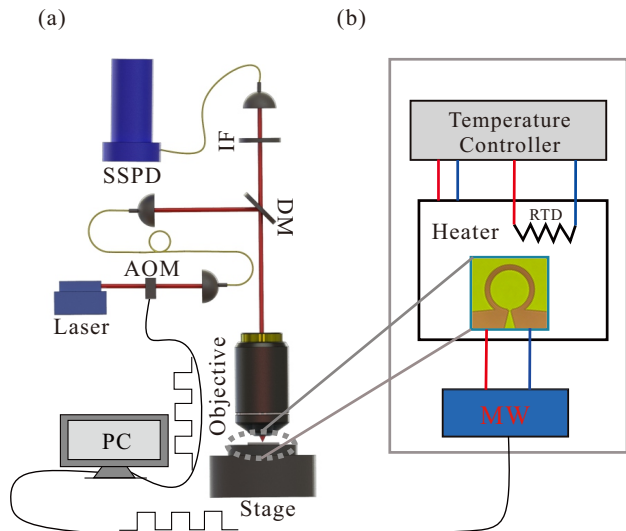 (a)
(b)
SSPD
IF
DM
AOM
Laser
Objective
PC
Stage
Temperature
Controller
RTD
Heater
MW